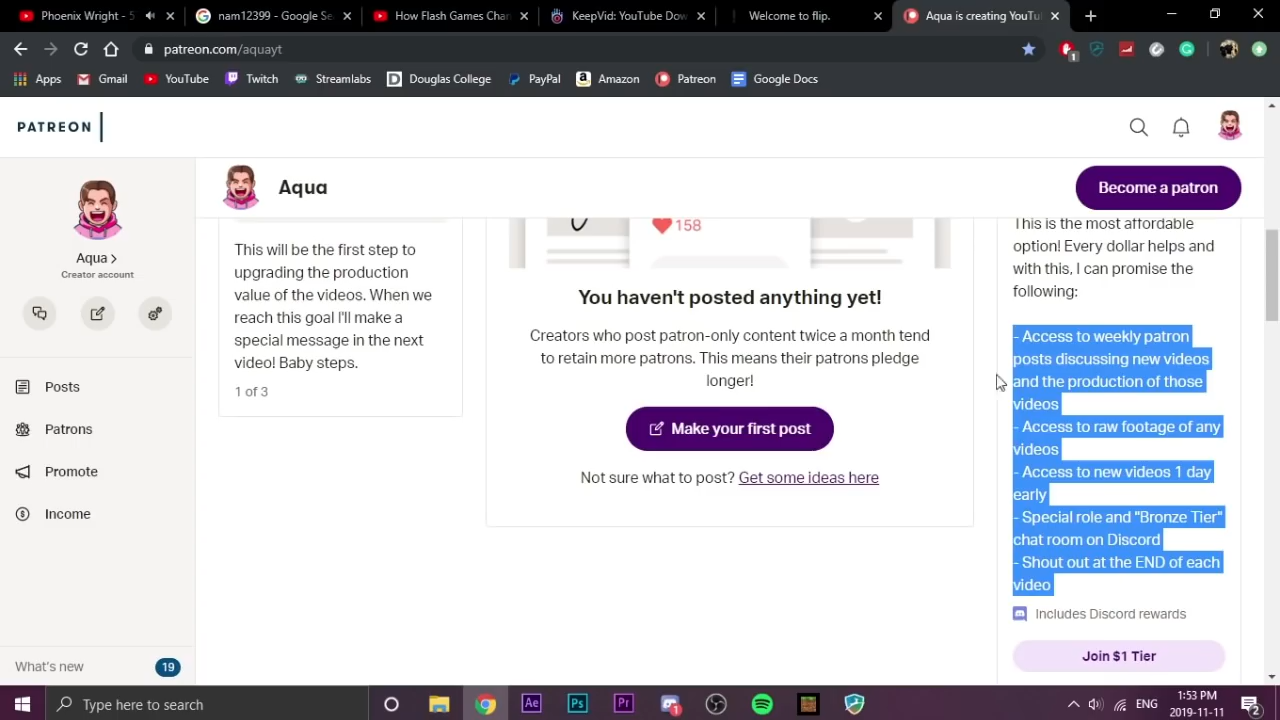 Phoenix Wright - 5
nam12399 - Google Se
How Flash Games Chan
KeepVid: YouTube Dow
Welcome to flip.
Aqua is creating YouTu
patreon.com/aquayt
1
Apps
Gmail
YouTube
Twitch
Streamlabs
Douglas College
PayPal
Amazon
Patreon
Google Docs
PATREON
Aqua
Become a patron
Aqua
Creator account
Posts
Patrons
Promote
Income
What's new
19
This will be the first step to
upgrading the production
value of the videos. When we
reach this goal I'll make a
special message in the next
video! Baby steps.
1 of 3
158
You haven't posted anything yet!
Creators who post patron-only content twice a month tend
to retain more patrons. This means their patrons pledge
longer!
Make your first post
Not sure what to post? Get some ideas here
This is the most affordable
option! Every dollar helps and
with this, I can promise the
following:
- Access to weekly patron
posts discussing new videos
and the production of those
videos
- Access to raw footage of any
videos
- Access to new videos 1 day
early
- Special role and "Bronze Tier"
chat room on Discord
- Shout out at the END of each
video
Includes Discord rewards
Join $1 Tier
Type here to search
Ae
Ps
Pr
1
ENG
1:53 PM
2019-11-11
2